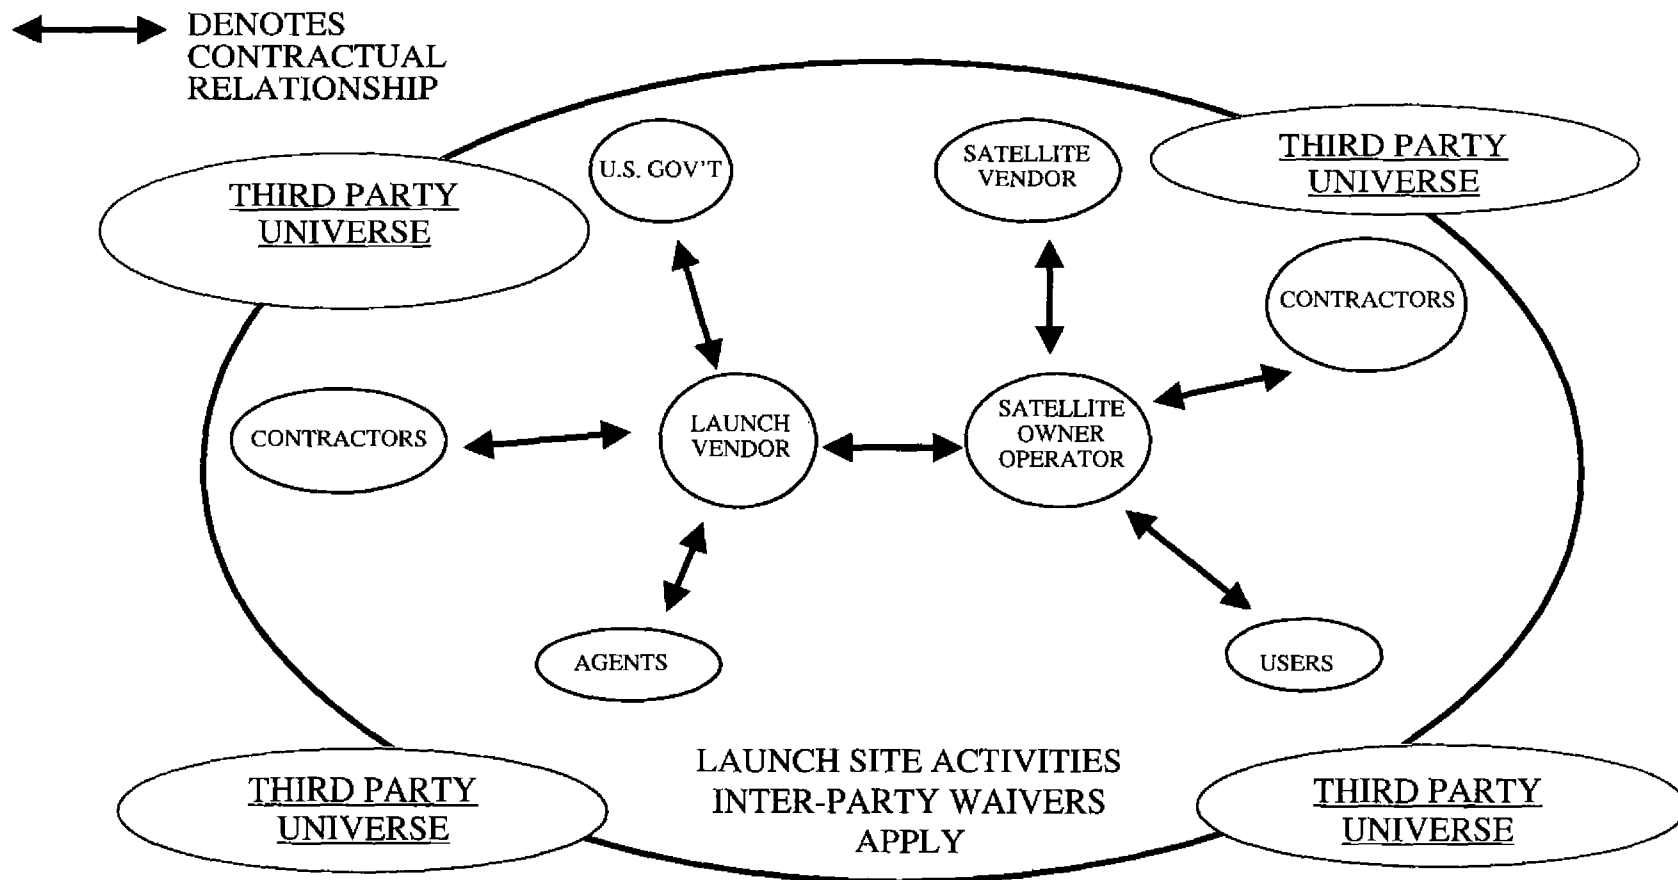 DENOTES
CONTRACTUAL
RELATIONSHIP
THIRD PARTY
UNIVERSE
U.S. GOV'T
SATELLITE
VENDOR
THIRD PARTY
UNIVERSE
CONTRACTORS
CONTRACTORS
LAUNCH
VENDOR
SATELLITE
OWNER
OPERATOR
AGENTS
USERS
LAUNCH SITE ACTIVITIES
INTER-PARTY WAIVERS
APPLY
THIRD PARTY
UNIVERSE
THIRD PARTY
UNIVERSE